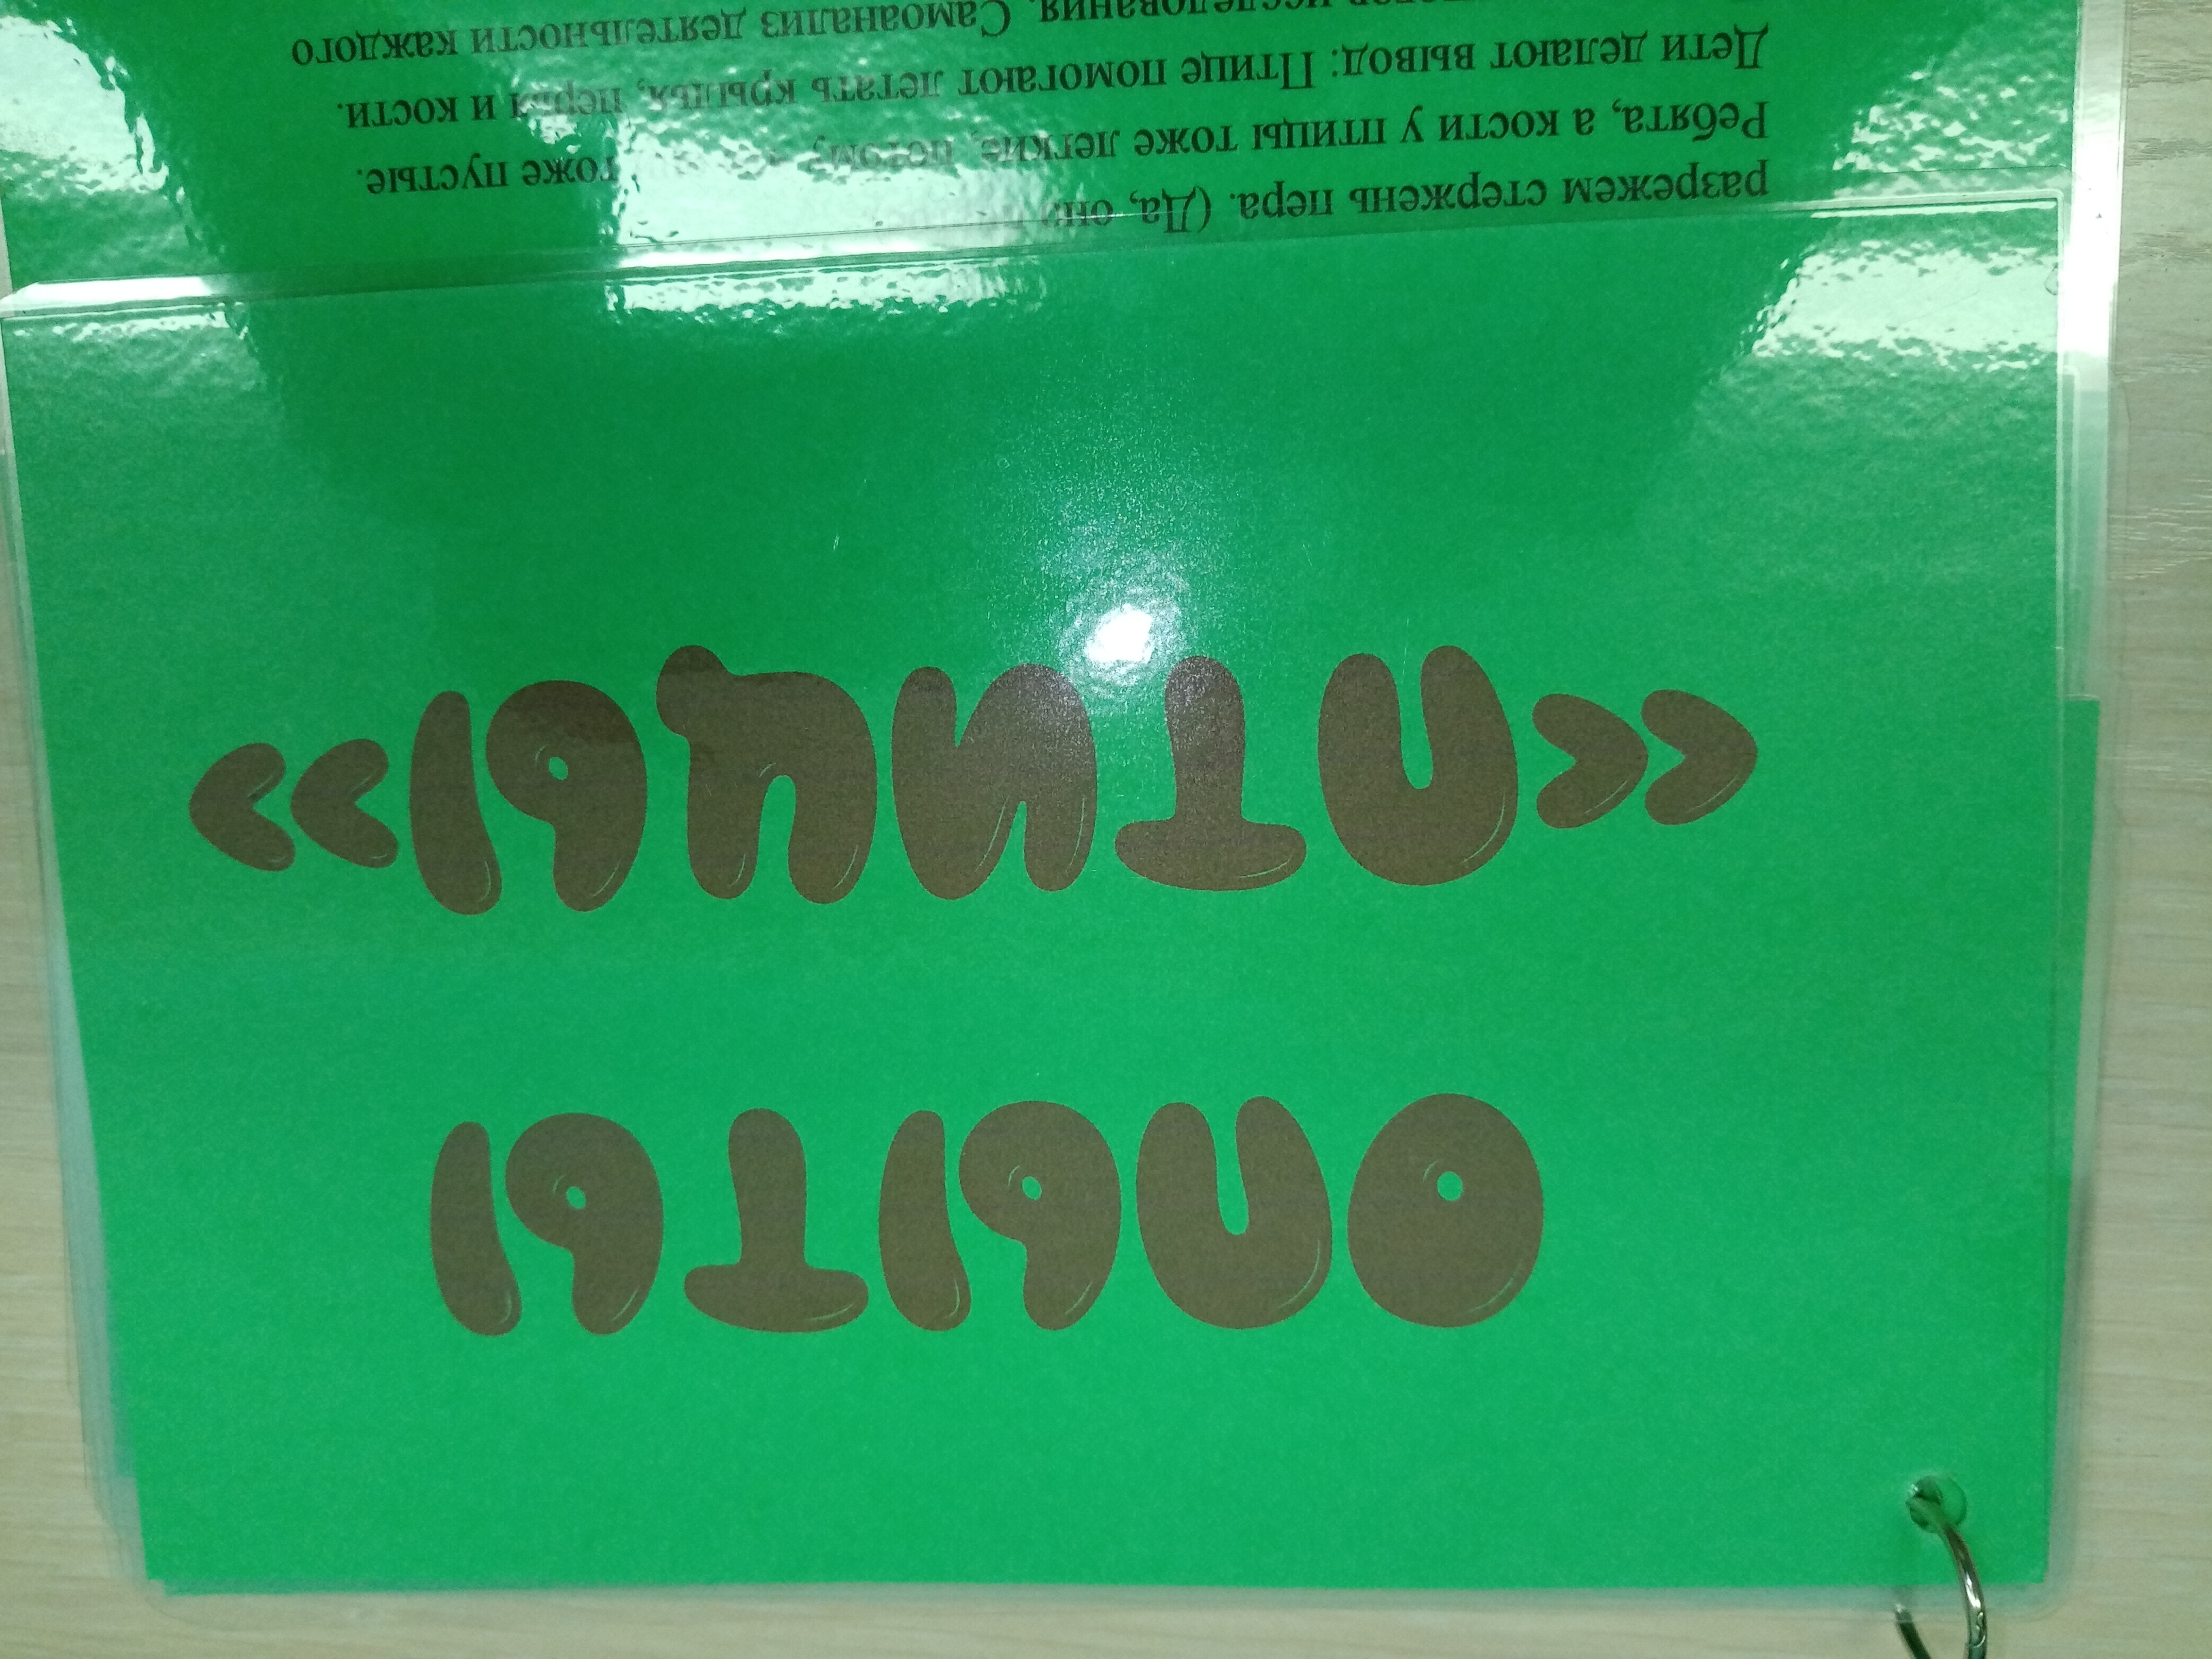 ОПЫТЫ
«ПТИЦЫ»
разрежем стержень пера. (Да, он
Ребята, а кости у птицы тоже легкие, потому тоже пустые.
Дети делают вывод: Птице помогают летать крылья, перья и кости.
исследования. Самоанализ деятельности каждого